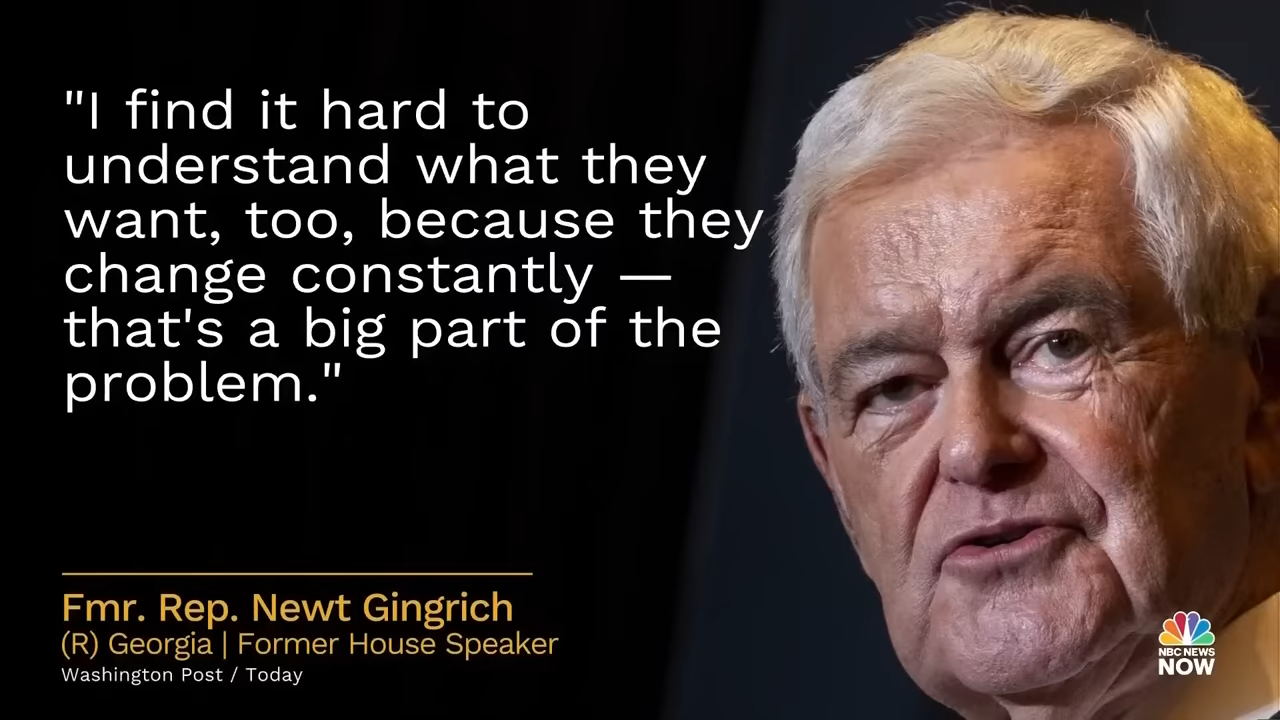 "I find it hard to
understand what they
want, too, because they
change constantly —
that's a big part of the
problem."
Fmr. Rep. Newt Gingrich
(R) Georgia | Former House Speaker
Washington Post / Today
NBC NEWS
NOW